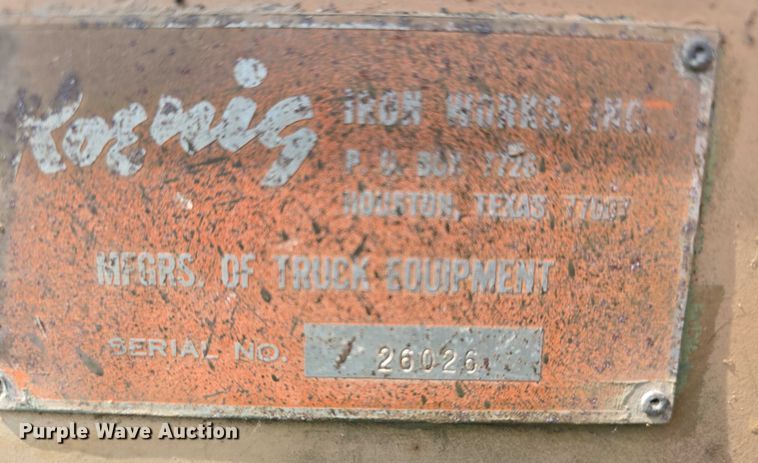 Koenig IRON WORKS, INC.
P. O. BOX 7726
HOUSTON, TEXAS 77007
MFGRS. OF TRUCK EQUIPMENT
SERIAL NO. 26026
Purple Wave Auction